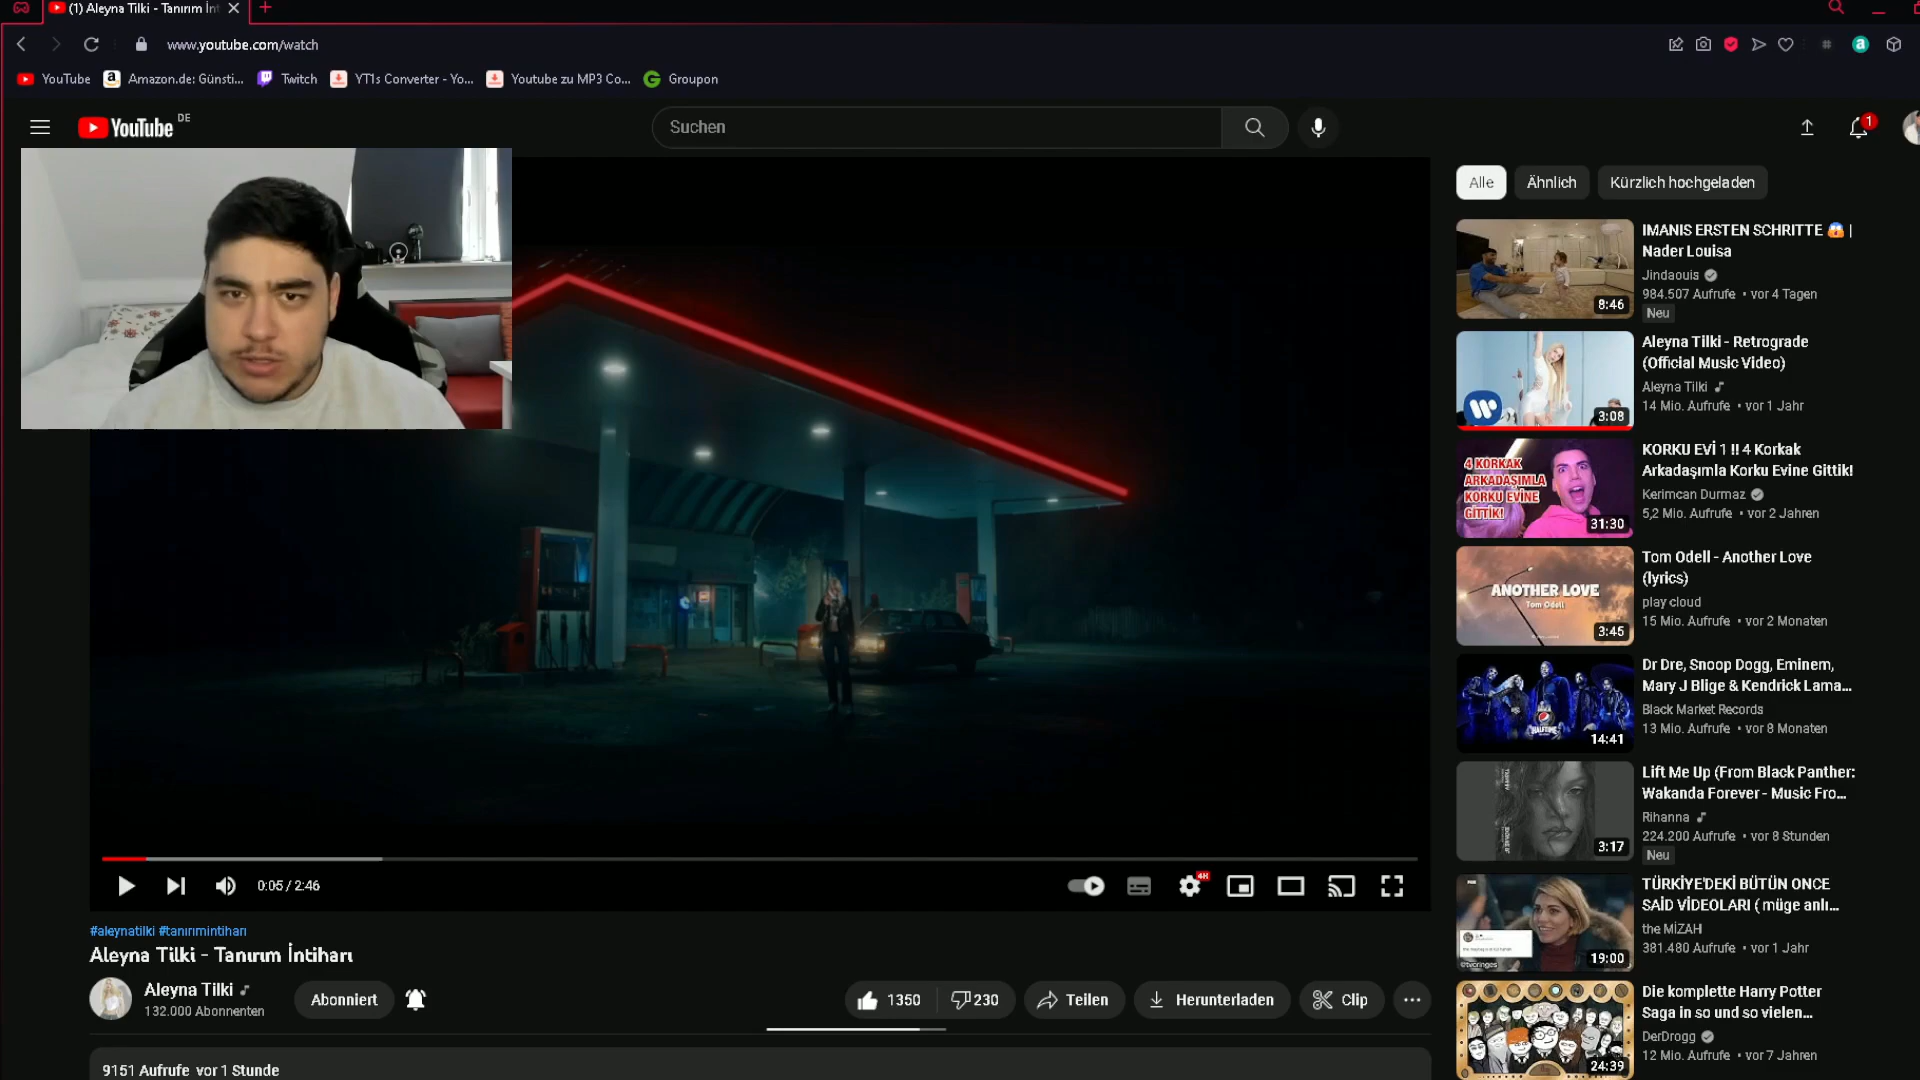 (1) Aleyna Tilki - Tanırım İnt
www.youtube.com/watch
YouTube
Amazon.de: Günsti...
Twitch
YT1s Converter - Yo...
Youtube zu MP3 Co...
Groupon
YouTube DE
Suchen
1
Alle
Ähnlich
Kürzlich hochgeladen
IMANIS ERSTEN SCHRITTE 😱 |
Nader Louisa
Jindaouis
984.507 Aufrufe • vor 4 Tagen
Neu
8:46
Aleyna Tilki - Retrograde
(Official Music Video)
Aleyna Tilki
14 Mio. Aufrufe • vor 1 Jahr
3:08
4 KORKAK
ARKADAŞIMLA
KORKU EVİNE
GİTTİK!
31:30
KORKU EVİ 1 !! 4 Korkak
Arkadaşımla Korku Evine Gittik!
Kerimcan Durmaz
5,2 Mio. Aufrufe • vor 2 Jahren
ANOTHER LOVE
Tom Odell
3:45
Tom Odell - Another Love
(lyrics)
play cloud
15 Mio. Aufrufe • vor 2 Monaten
HALFTIME
14:41
Dr Dre, Snoop Dogg, Eminem,
Mary J Blige & Kendrick Lama...
Black Market Records
13 Mio. Aufrufe • vor 8 Monaten
3:17
Lift Me Up (From Black Panther:
Wakanda Forever - Music Fro...
Rihanna
224.200 Aufrufe • vor 8 Stunden
Neu
19:00
TÜRKİYE'DEKİ BÜTÜN ONCE
SAİD VİDEOLARI ( müge anlı...
the MİZAH
381.480 Aufrufe • vor 1 Jahr
24:39
Die komplette Harry Potter
Saga in so und so vielen...
DerDrogg
12 Mio. Aufrufe • vor 7 Jahren
0:05 / 2:46
#aleynatilki #tanırımintiharı
Aleyna Tilki - Tanırım İntiharı
Aleyna Tilki
132.000 Abonnenten
Abonniert
1350
230
Teilen
Herunterladen
Clip
9151 Aufrufe vor 1 Stunde